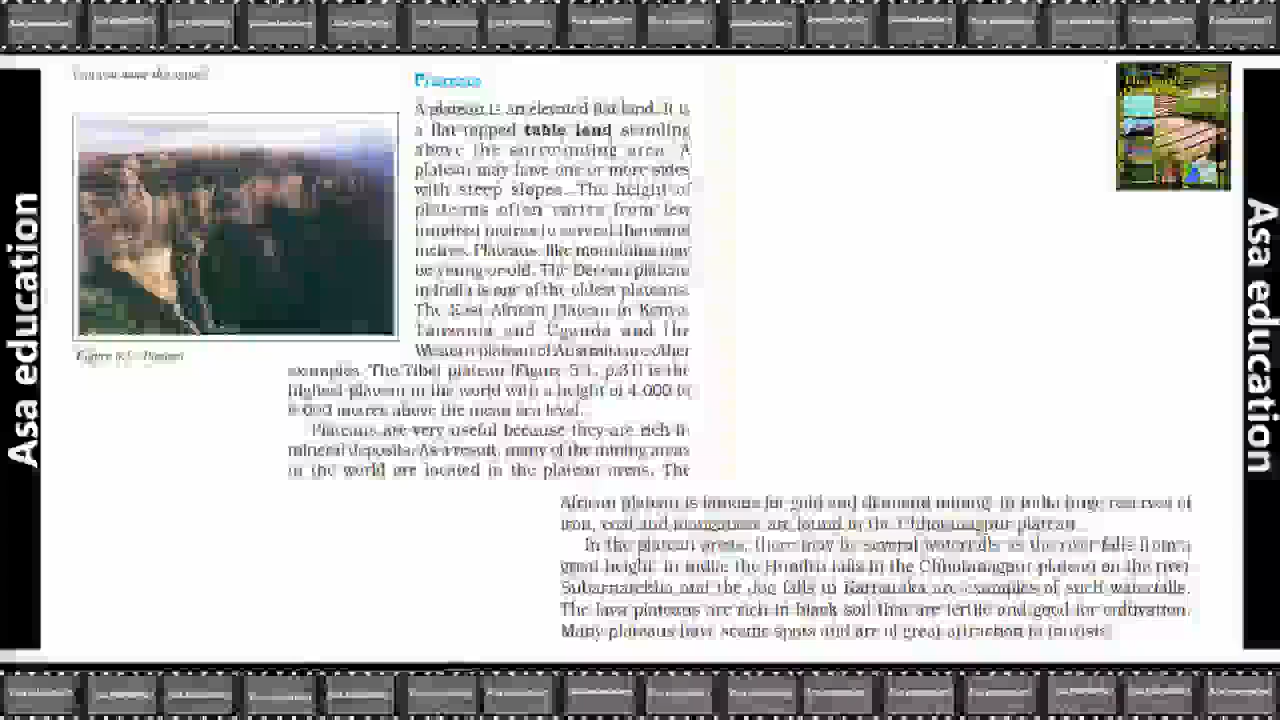 Asa education
Plateaus
A plateau is an elevated flat land. It is
a flat-topped table land standing
above the surrounding area. A
plateau may have one or more sides
with steep slopes. The height of
plateaus often varies from few
hundred metres to several thousand
metres. Plateaus, like mountains may
be young or old. The Deccan plateau
in India is one of the oldest plateaus.
The East African Plateau in Kenya,
Tanzania and Uganda and the
Western plateau of Australia are other
examples. The Tibet plateau (Figure 5.1, p.31) is the
highest plateau in the world with a height of 4,000 to
6,000 metres above the mean sea level.
Plateaus are very useful because they are rich in
mineral deposits. As a result, many of the mining areas
in the world are located in the plateau areas. The
African plateau is famous for gold and diamond mining. In India huge reserves of
iron, coal and manganese are found in the Chhotanagpur plateau.
In the plateau areas, there may be several waterfalls as the river falls from a
great height. In India, the Hundru falls in the Chhotanagpur plateau on the river
Subarnarekha and the Jog falls in Karnataka are examples of such waterfalls.
The lava plateaus are rich in black soil that are fertile and good for cultivation.
Many plateaus have scenic spots and are of great attraction to tourists.
Asa education